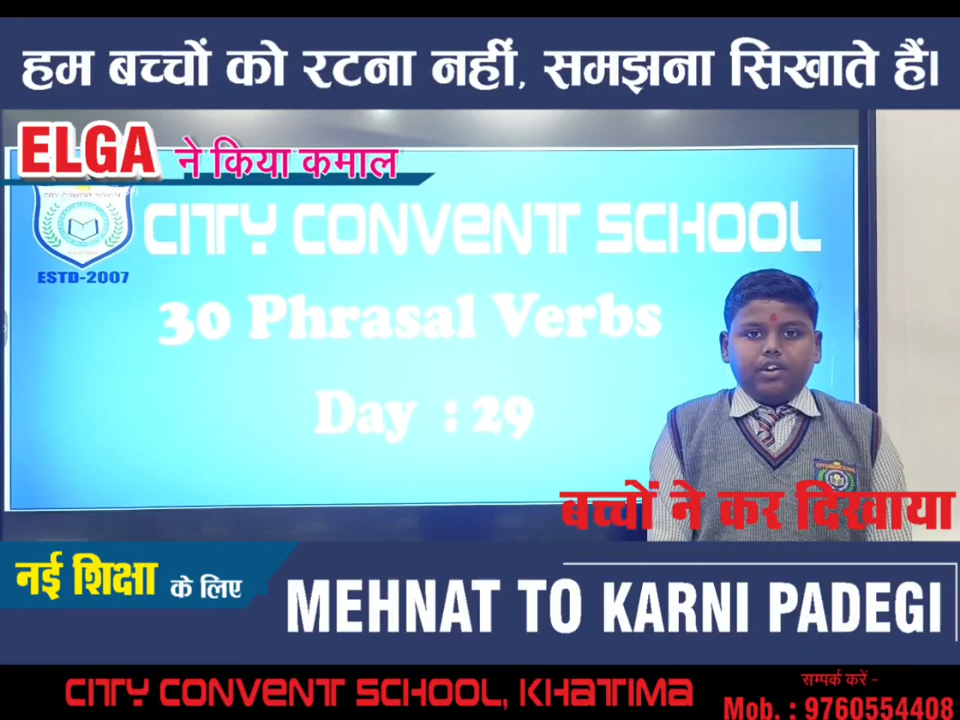 हम बच्चों को रटना नहीं, समझना सिखाते हैं।
ELGA ने किया कमाल
CITY CONVENT SCHOOL
ESTD-2007
30 Phrasal Verbs
Day : 29
बच्चों ने कर दिखाया
नई शिक्षा के लिए
MEHNAT TO KARNI PADEGI
CITY CONVENT SCHOOL, KHATIMA
सम्पर्क करें -
Mob. : 9760554408